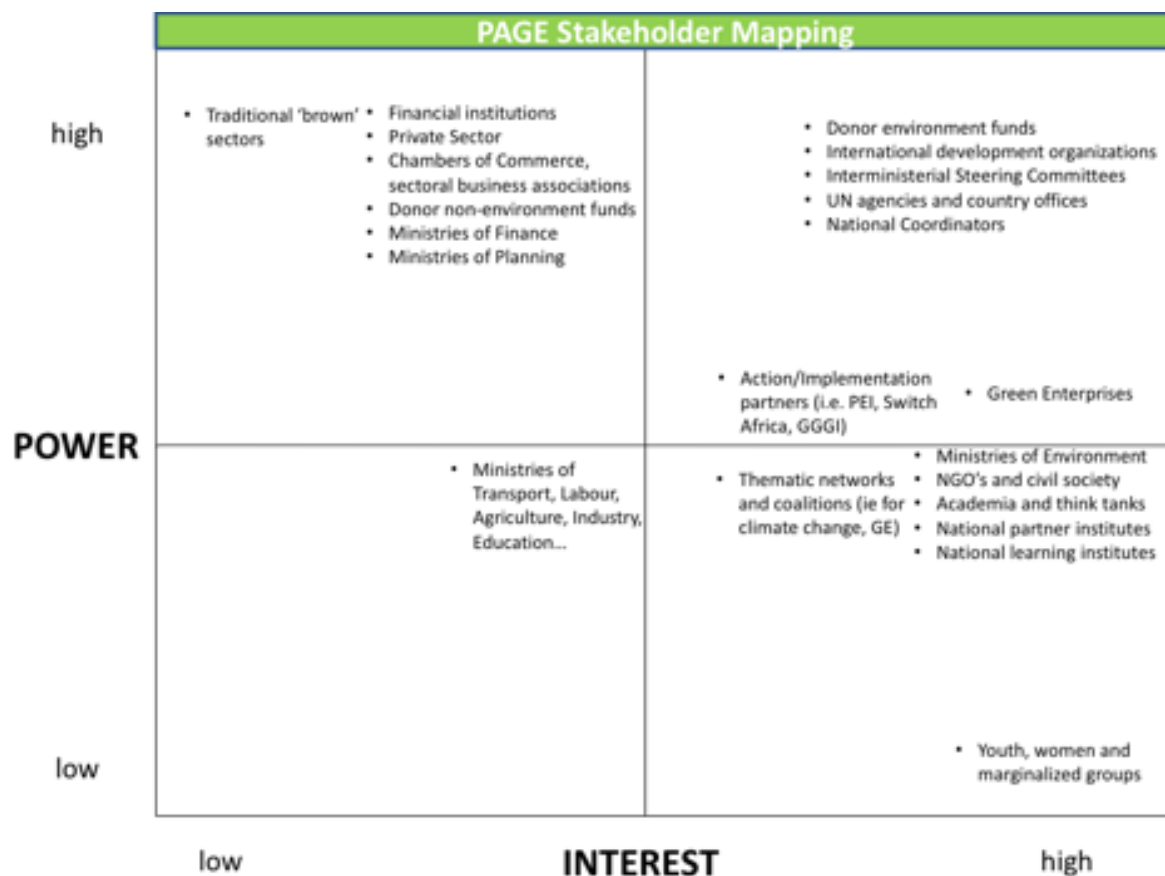 PAGE Stakeholder Mapping
high
• Traditional ‘brown’
sectors
• Financial institutions
• Private Sector
• Chambers of Commerce,
sectoral business associations
• Donor non-environment funds
• Ministries of Finance
• Ministries of Planning
• Donor environment funds
• International development organizations
• Interministerial Steering Committees
• UN agencies and country offices
• National Coordinators
• Action/Implementation
partners (i.e. PEI, Switch
Africa, GGGI)
• Green Enterprises
POWER
• Ministries of
Transport, Labour,
Agriculture, Industry,
Education...
• Thematic networks
and coalitions (ie for
climate change, GE)
• Ministries of Environment
• NGO's and civil society
• Academia and think tanks
• National partner institutes
• National learning institutes
• Youth, women and
marginalized groups
low
low
INTEREST
high